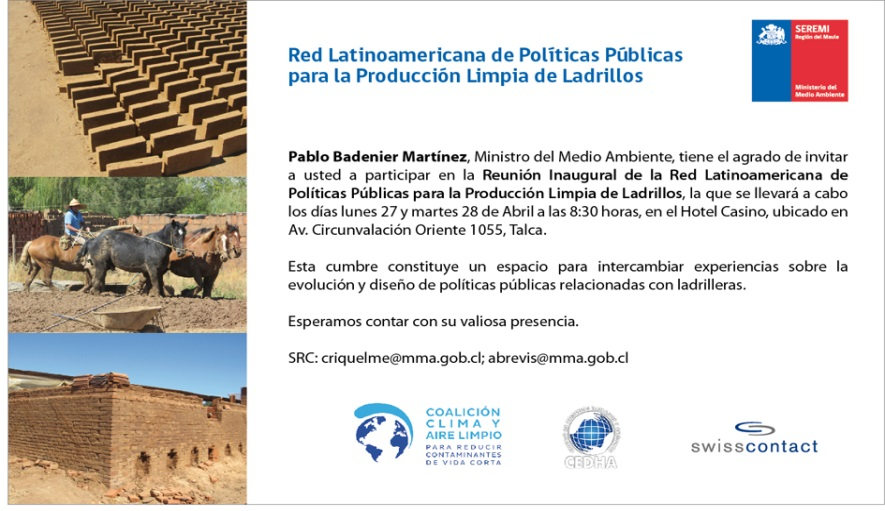 Red Latinoamericana de Políticas Públicas
para la Producción Limpia de Ladrillos
SEREMI
Región del Maule
Ministerio del
Medio Ambiente
Pablo Badenier Martínez, Ministro del Medio Ambiente, tiene el agrado de invitar
a usted a participar en la Reunión Inaugural de la Red Latinoamericana de
Políticas Públicas para la Producción Limpia de Ladrillos, la que se llevará a cabo
los días lunes 27 y martes 28 de Abril a las 8:30 horas, en el Hotel Casino, ubicado en
Av. Circunvalación Oriente 1055, Talca.
Esta cumbre constituye un espacio para intercambiar experiencias sobre la
evolución y diseño de políticas públicas relacionadas con ladrilleras.
Esperamos contar con su valiosa presencia.
SRC: criquelme@mma.gob.cl; abrevis@mma.gob.cl
COALICIÓN
CLIMA Y
AIRE LIMPIO
PARA REDUCIR
CONTAMINANTES
DE VIDA CORTA
CEDHA
swisscontact